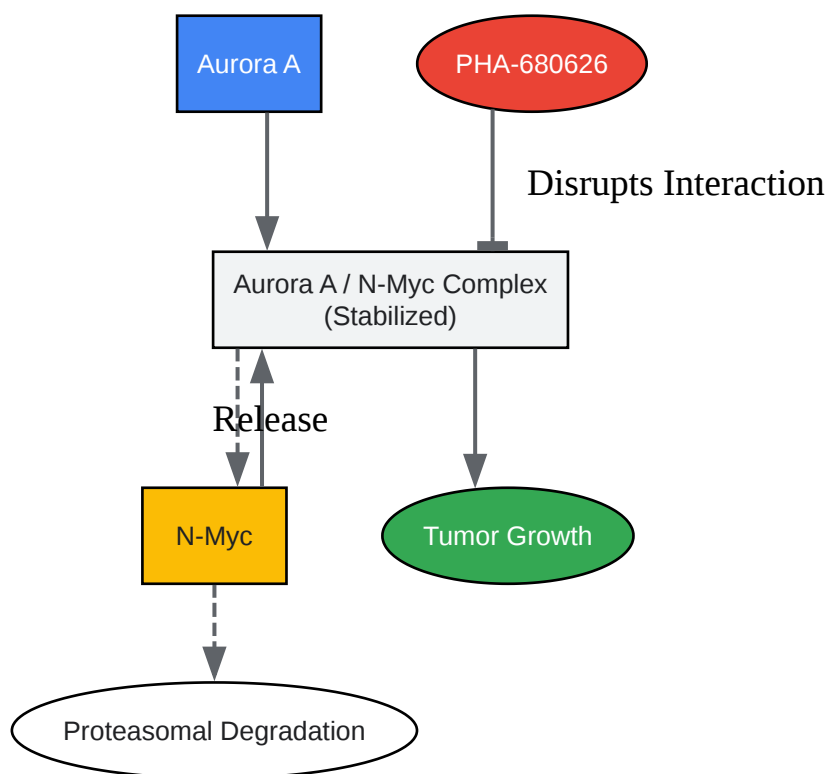 Aurora A
PHA-680626
Disrupts Interaction
Aurora A / N-Myc Complex
(Stabilized)
Release
N-Myc
Tumor Growth
Proteasomal Degradation